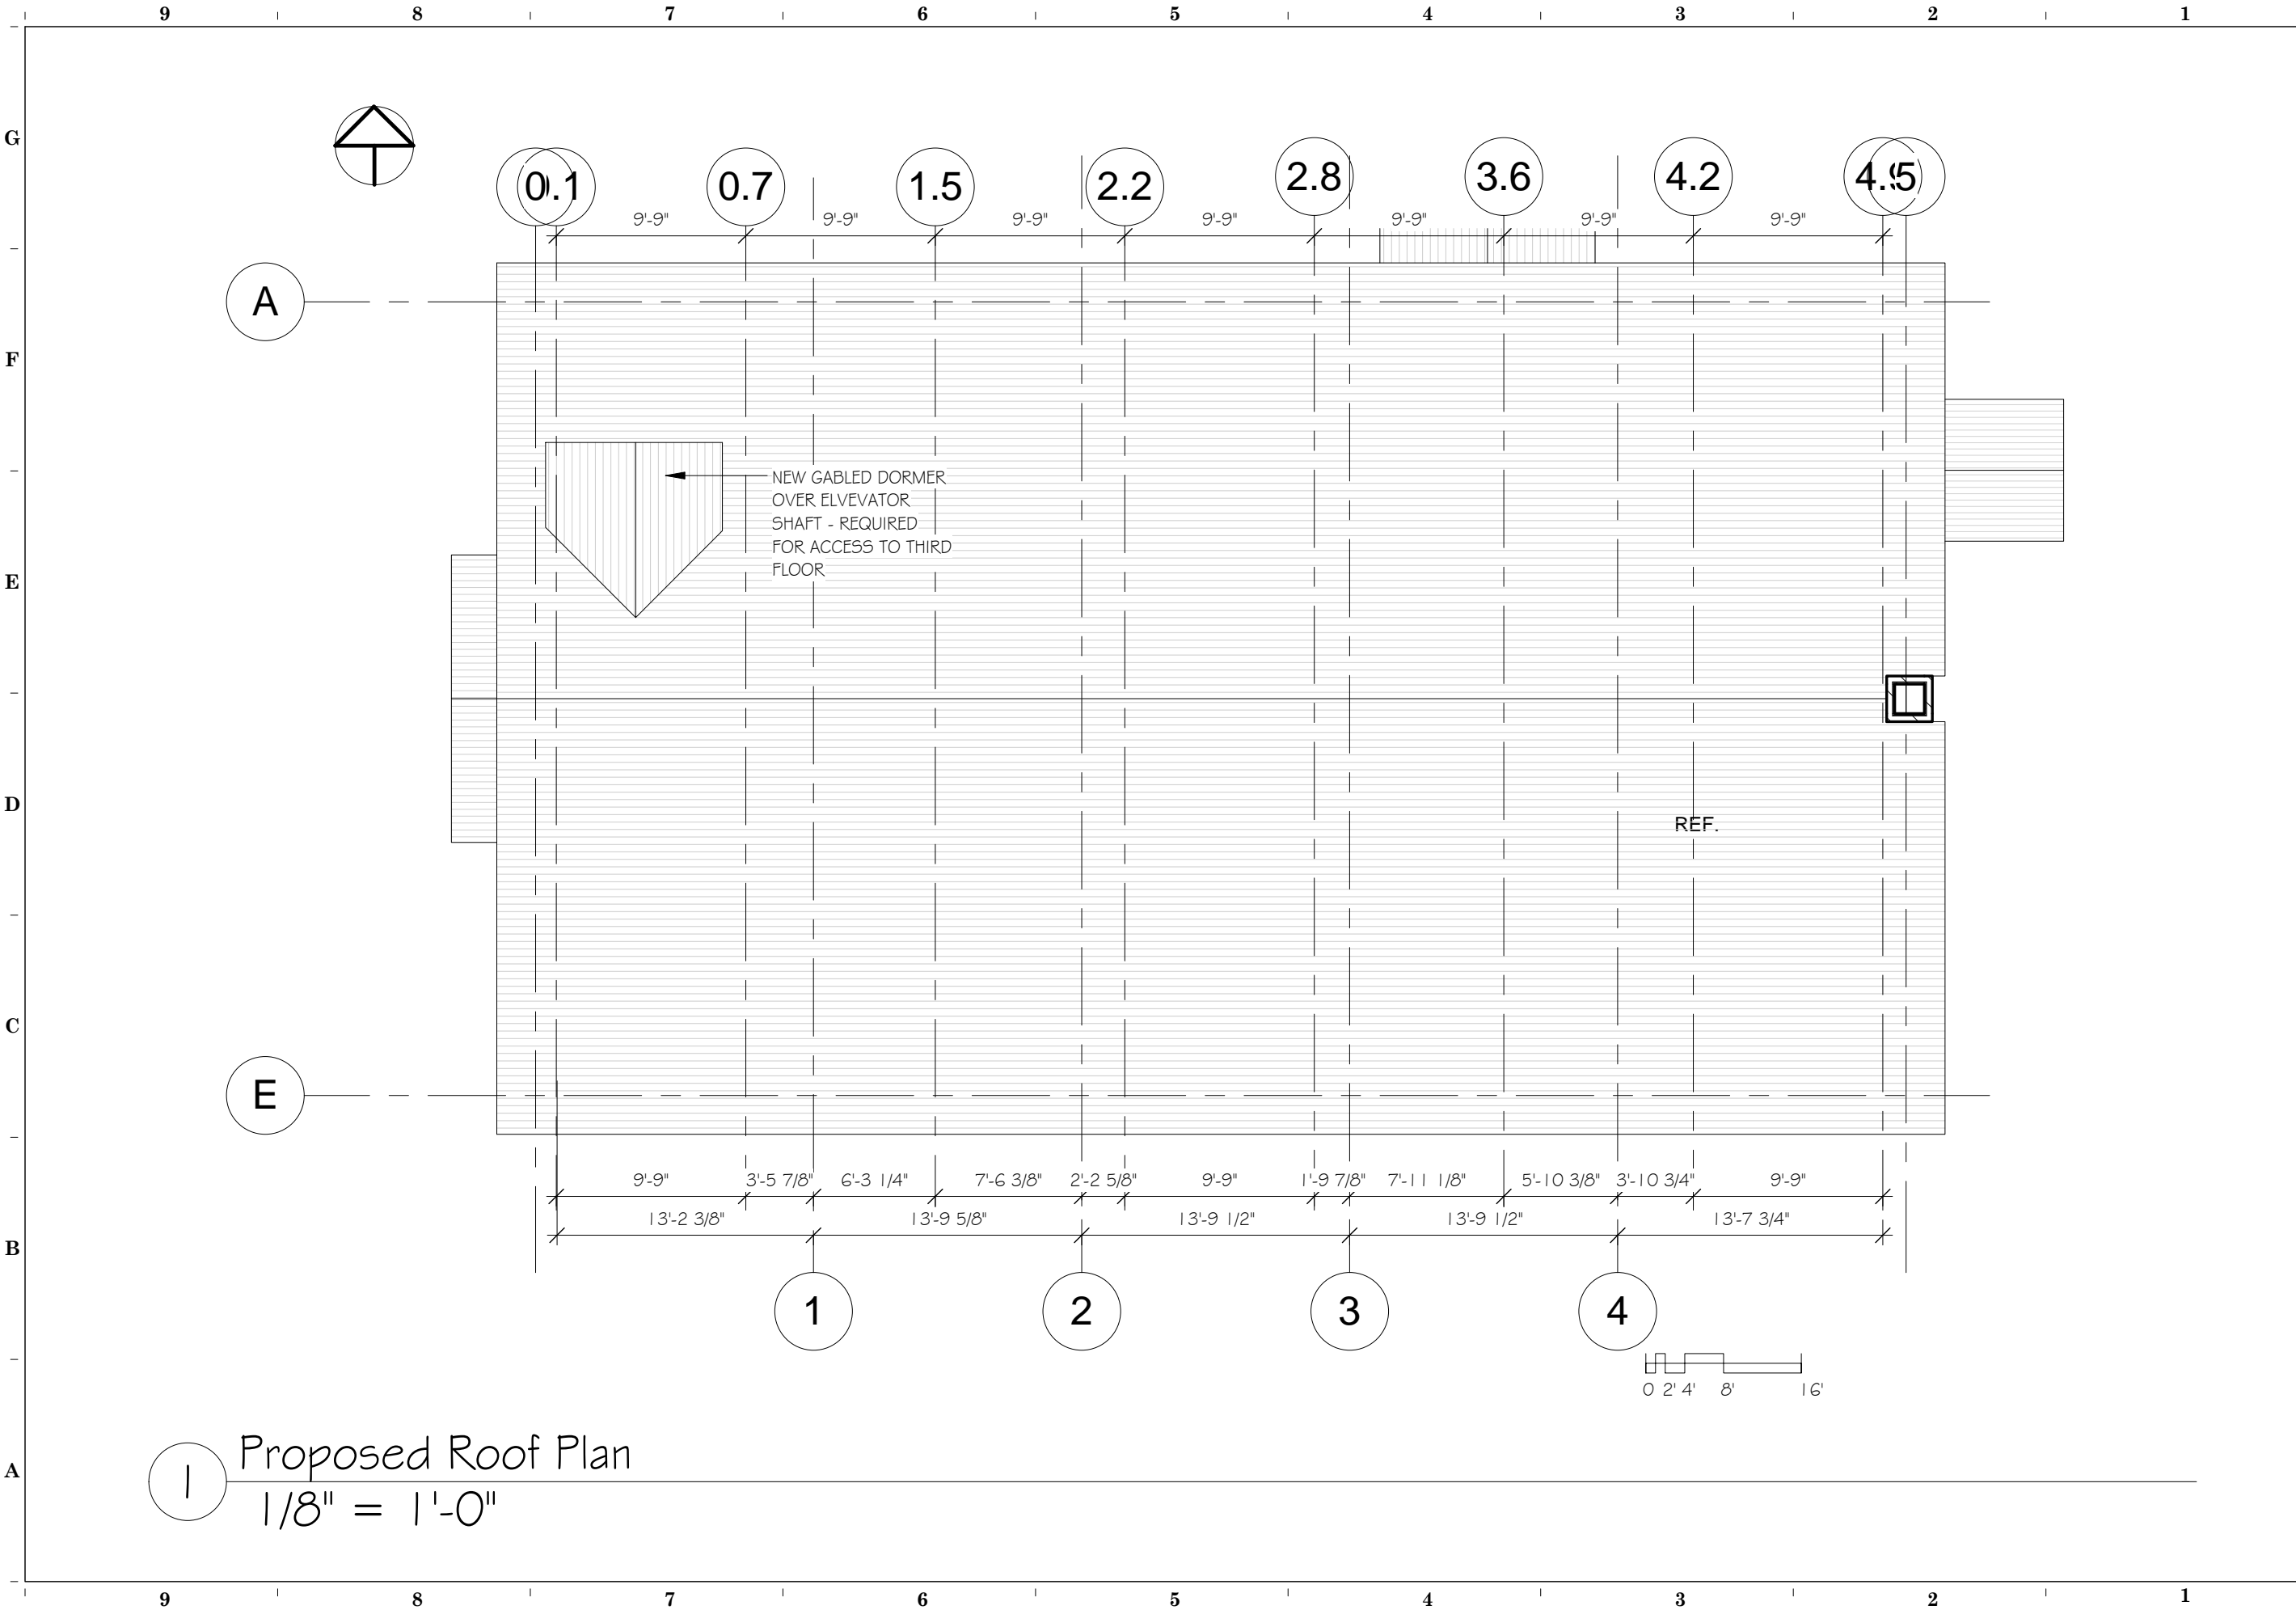 9 8 7 6 5 4 3 2 1
G
0.1 0.7 1.5 2.2 2.8 3.6 4.2 4.9 5
9'-9" 9'-9" 9'-9" 9'-9" 9'-9" 9'-9" 9'-9"
A
F
NEW GABLED DORMER
OVER ELVEVATOR
SHAFT - REQUIRED
FOR ACCESS TO THIRD
FLOOR
E
D
REF.
C
E
9'-9" 3'-5 7/8" 6'-3 1/4" 7'-6 3/8" 2'-2 5/8" 9'-9" 1'-9 7/8" 7'-11 1/8" 5'-10 3/8" 3'-10 3/4" 9'-9"
13'-2 3/8" 13'-9 5/8" 13'-9 1/2" 13'-9 1/2" 13'-7 3/4"
B
1 2 3 4
0 2' 4' 8' 16'
A
1 Proposed Roof Plan
1/8" = 1'-0"
9 8 7 6 5 4 3 2 1